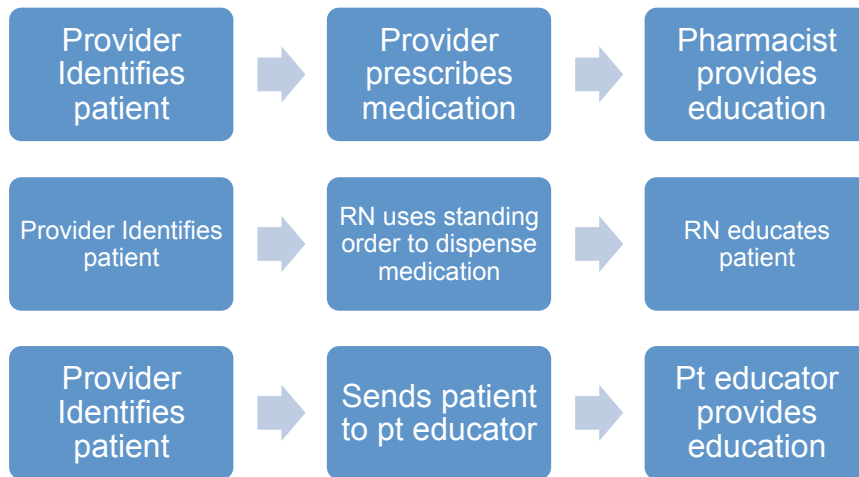 Provider
Identifies
patient
Provider
prescribes
medication
Pharmacist
provides
education
Provider Identifies
patient
RN uses standing
order to dispense
medication
RN educates
patient
Provider
Identifies
patient
Sends patient
to pt educator
Pt educator
provides
education